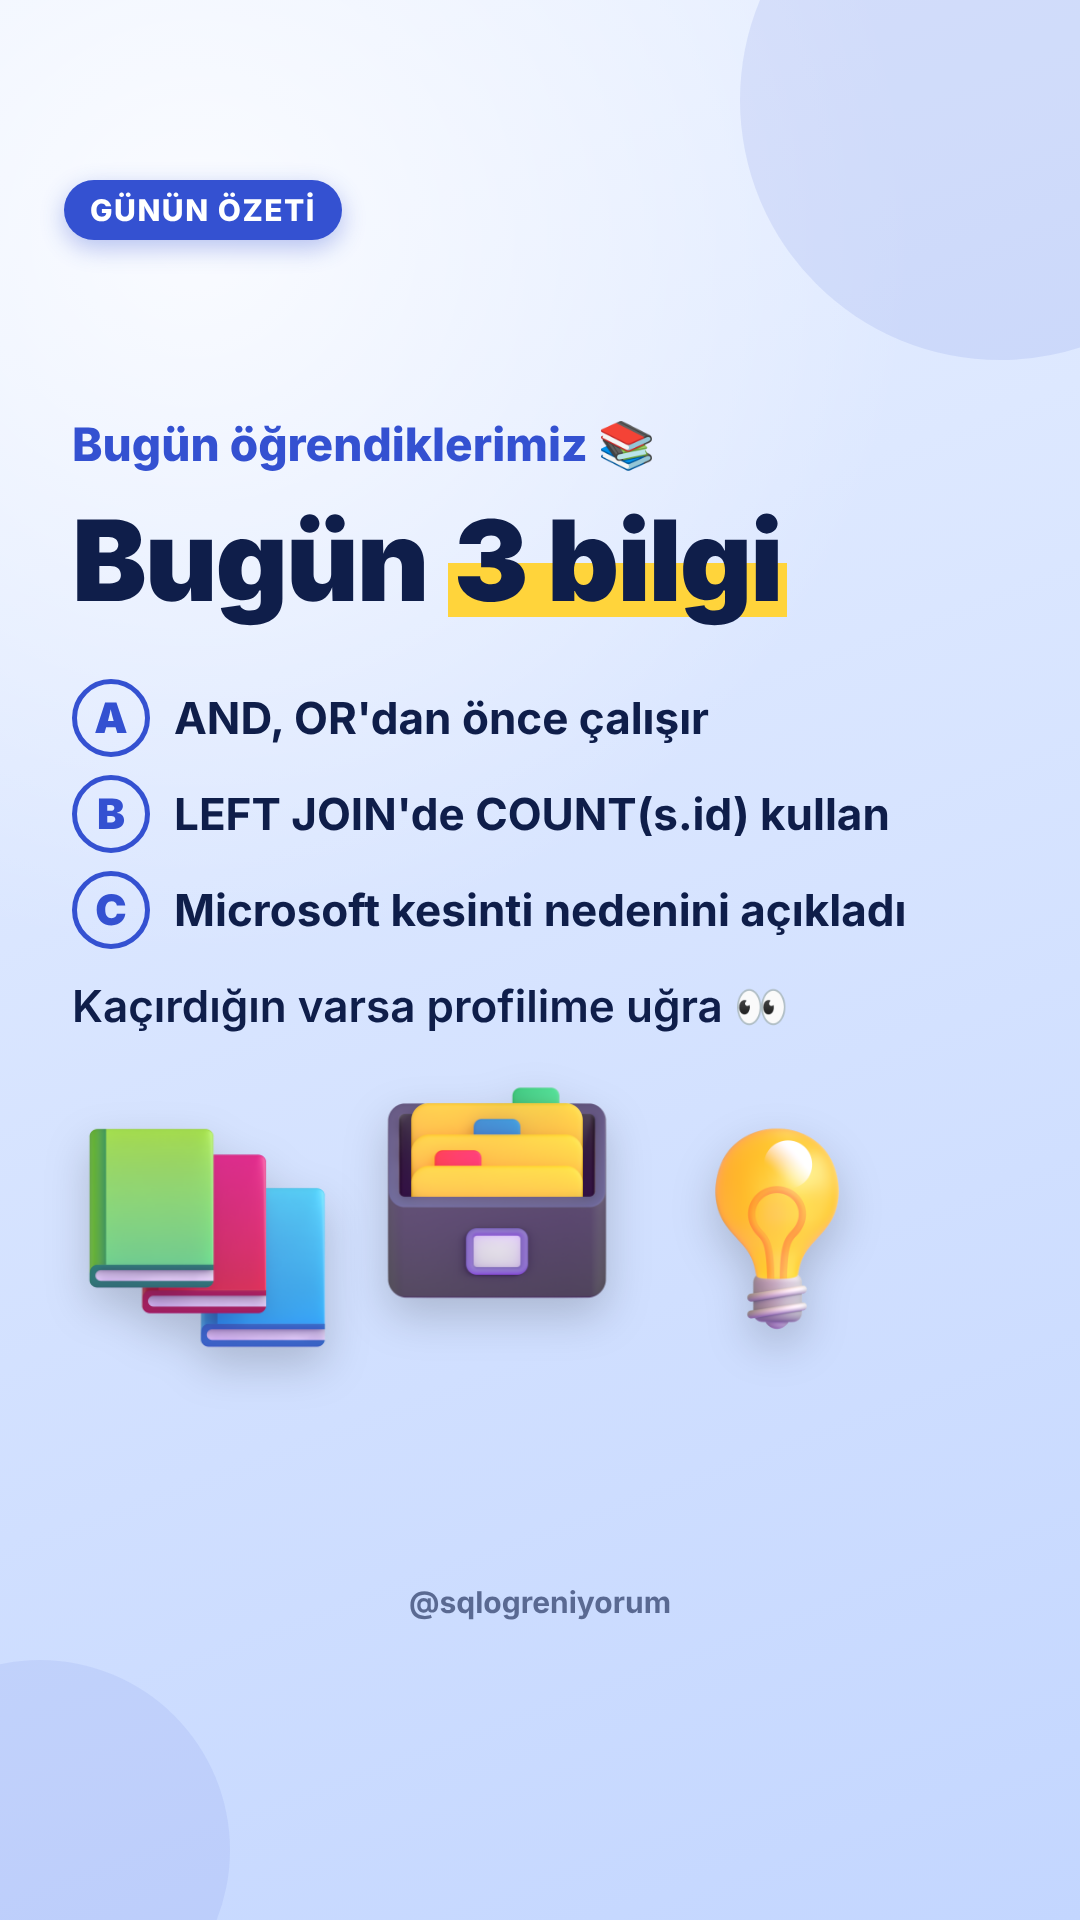 GÜNÜN ÖZETİ
Bugün öğrendiklerimiz 📚
Bugün 3 bilgi
A AND, OR'dan önce çalışır
B LEFT JOIN'de COUNT(s.id) kullan
C Microsoft kesinti nedenini açıkladı
Kaçırdığın varsa profilime uğra 👀
@sqlogreniyorum